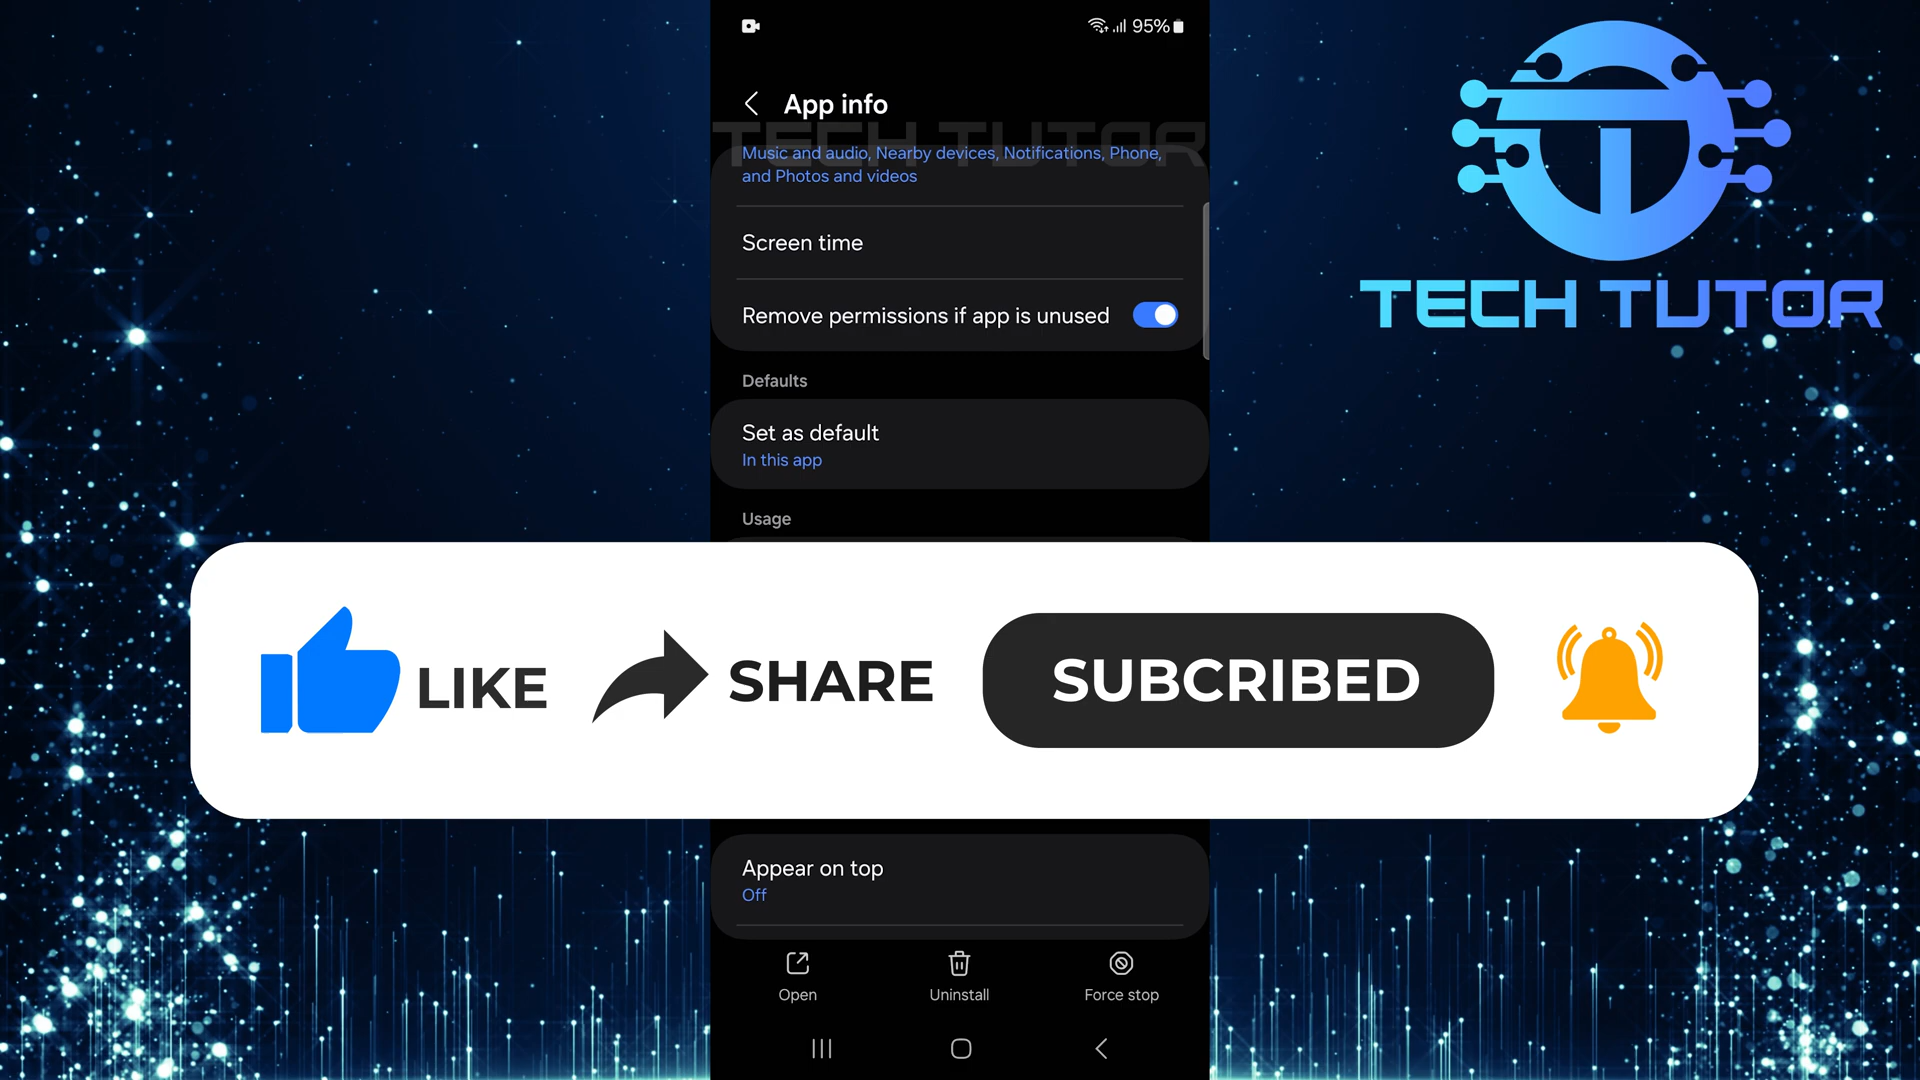 95%
App info
TECH TUTOR
Music and audio, Nearby devices, Notifications, Phone,
and Photos and videos
Screen time
Remove permissions if app is unused
Defaults
Set as default
In this app
Usage
TECH TUTOR
LIKE
SHARE
SUBCRIBED
Appear on top
Off
Open
Uninstall
Force stop